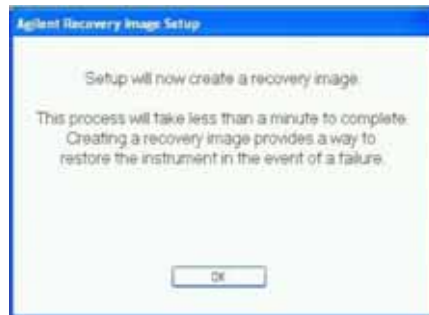 Agilent Recovery Image Setup
Setup will now create a recovery image.
This process will take less than a minute to complete.
Creating a recovery image provides a way to
restore the instrument in the event of a failure.
OK